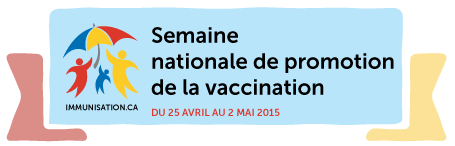 Semaine
nationale de promotion
de la vaccination
IMMUNISATION.CA
DU 25 AVRIL AU 2 MAI 2015